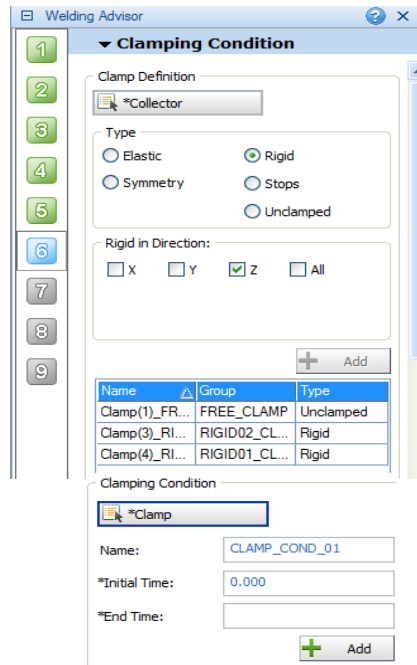 Welding Advisor
Clamping Condition
1
2
3
4
5
6
7
8
9
Clamp Definition
*Collector
Type
Elastic Rigid
Symmetry Stops
Unclamped
Rigid in Direction:
X Y Z All
Add
Name Group Type
Clamp(1)_FR... FREE_CLAMP Unclamped
Clamp(3)_RI... RIGID02_CL... Rigid
Clamp(4)_RI... RIGID01_CL... Rigid
Clamping Condition
*Clamp
Name: CLAMP_COND_01
*Initial Time: 0.000
*End Time:
Add